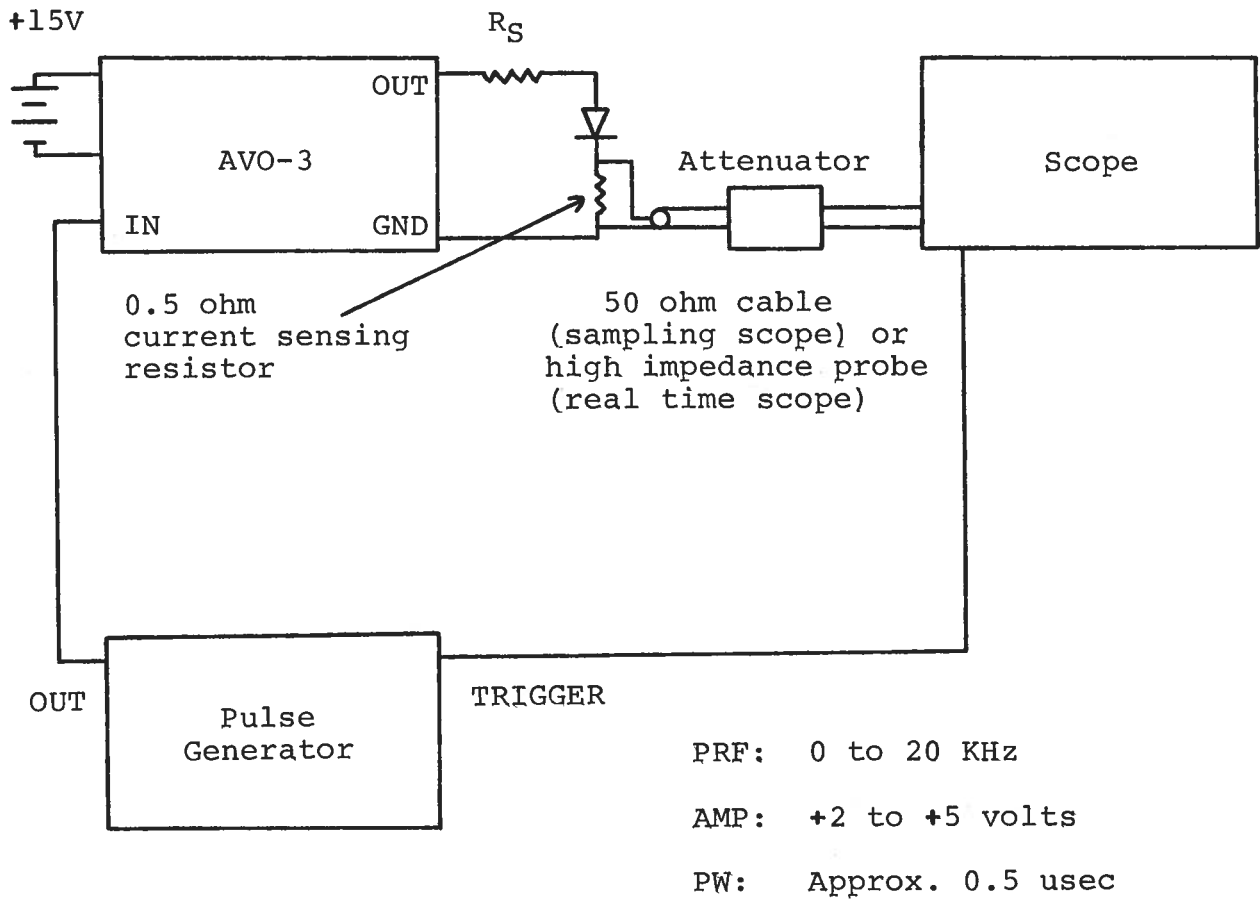 +15V
R_S
OUT
AVO-3
IN
GND
Attenuator
Scope
0.5 ohm
current sensing
resistor
50 ohm cable
(sampling scope) or
high impedance probe
(real time scope)
OUT
TRIGGER
Pulse
Generator
PRF: 0 to 20 KHz
AMP: +2 to +5 volts
PW: Approx. 0.5 usec